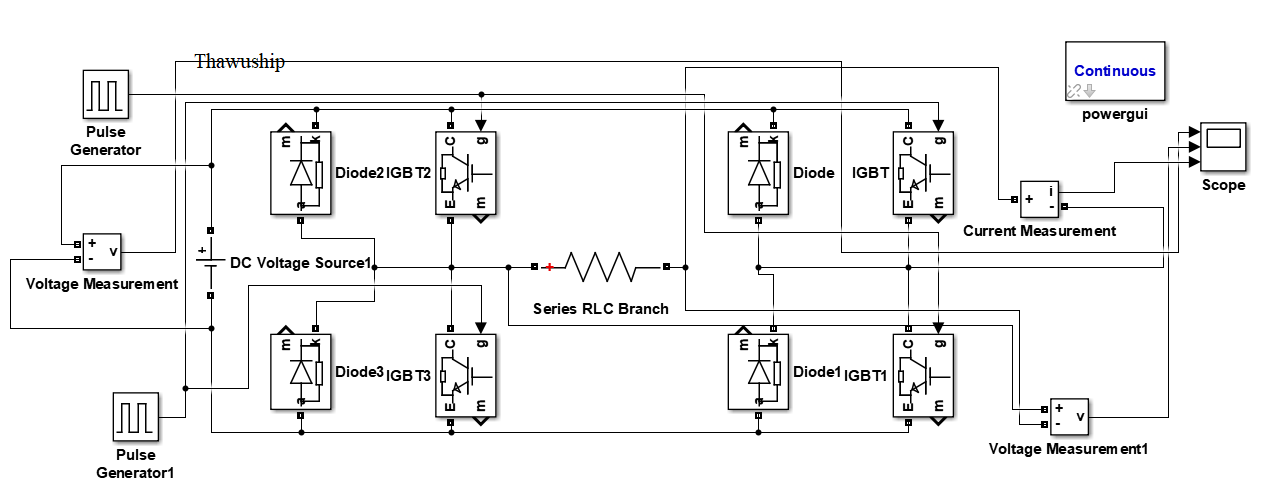 Thawuship
Continuous
powergui
Pulse
Generator
m
k
a
Diode2
C
g
E
m
IGBT2
m
k
a
Diode
C
g
E
m
IGBT
Scope
+
i
-
Current Measurement
+
-
v
Voltage Measurement
+
DC Voltage Source1
+
Series RLC Branch
m
k
a
Diode3
C
g
E
m
IGBT3
m
k
a
Diode1
C
g
E
m
IGBT1
Pulse
Generator1
+
-
v
Voltage Measurement1